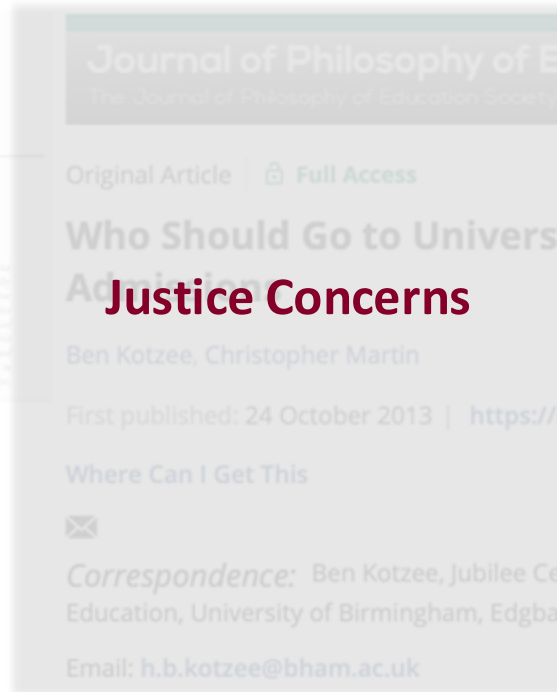 Journal of Philosophy of E
The Journal of Philosophy of Education Society
Original Article Full Access
Who Should Go to Univers
Admissions
Justice Concerns
Ben Kotzee, Christopher Martin
First published: 24 October 2013 | https://
Where Can I Get This
Correspondence: Ben Kotzee, Jubilee Ce
Education, University of Birmingham, Edgba
Email: h.b.kotzee@bham.ac.uk